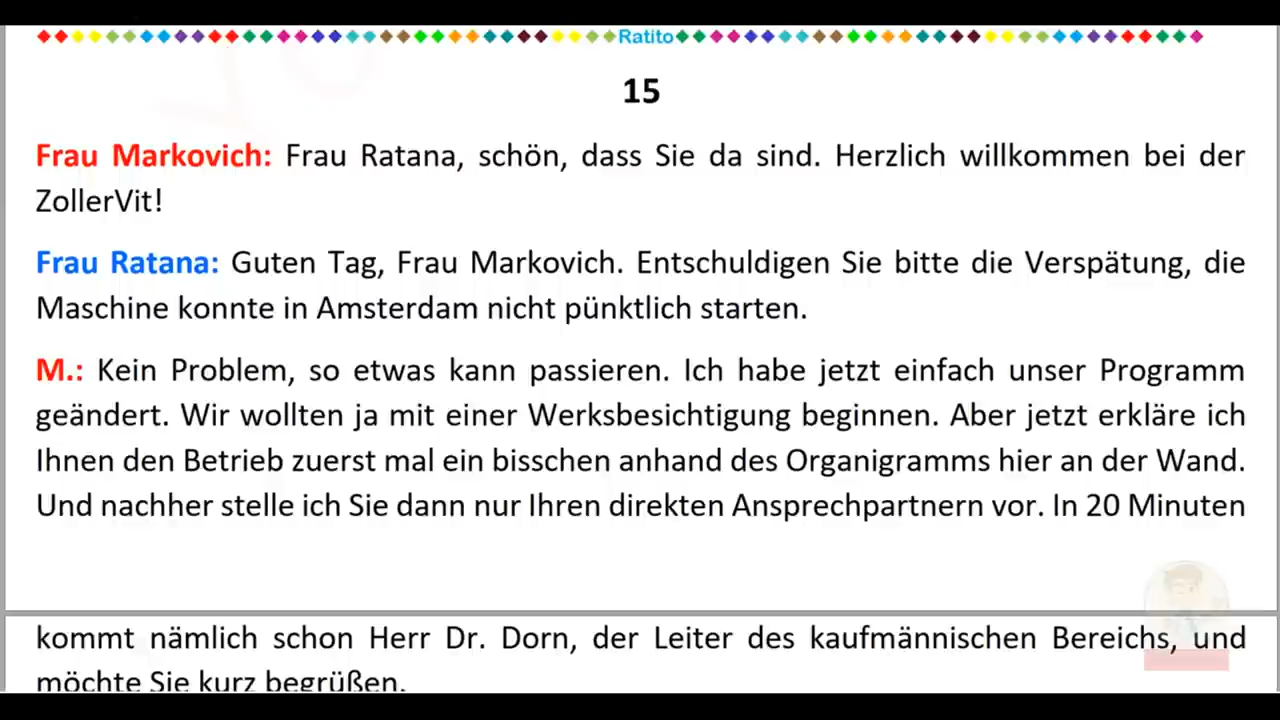 Ratito
15
Frau Markovich: Frau Ratana, schön, dass Sie da sind. Herzlich willkommen bei der
ZollerVit!
Frau Ratana: Guten Tag, Frau Markovich. Entschuldigen Sie bitte die Verspätung, die
Maschine konnte in Amsterdam nicht pünktlich starten.
M.: Kein Problem, so etwas kann passieren. Ich habe jetzt einfach unser Programm
geändert. Wir wollten ja mit einer Werksbesichtigung beginnen. Aber jetzt erkläre ich
Ihnen den Betrieb zuerst mal ein bisschen anhand des Organigramms hier an der Wand.
Und nachher stelle ich Sie dann nur Ihren direkten Ansprechpartnern vor. In 20 Minuten
kommt nämlich schon Herr Dr. Dorn, der Leiter des kaufmännischen Bereichs, und
möchte Sie kurz begrüßen.